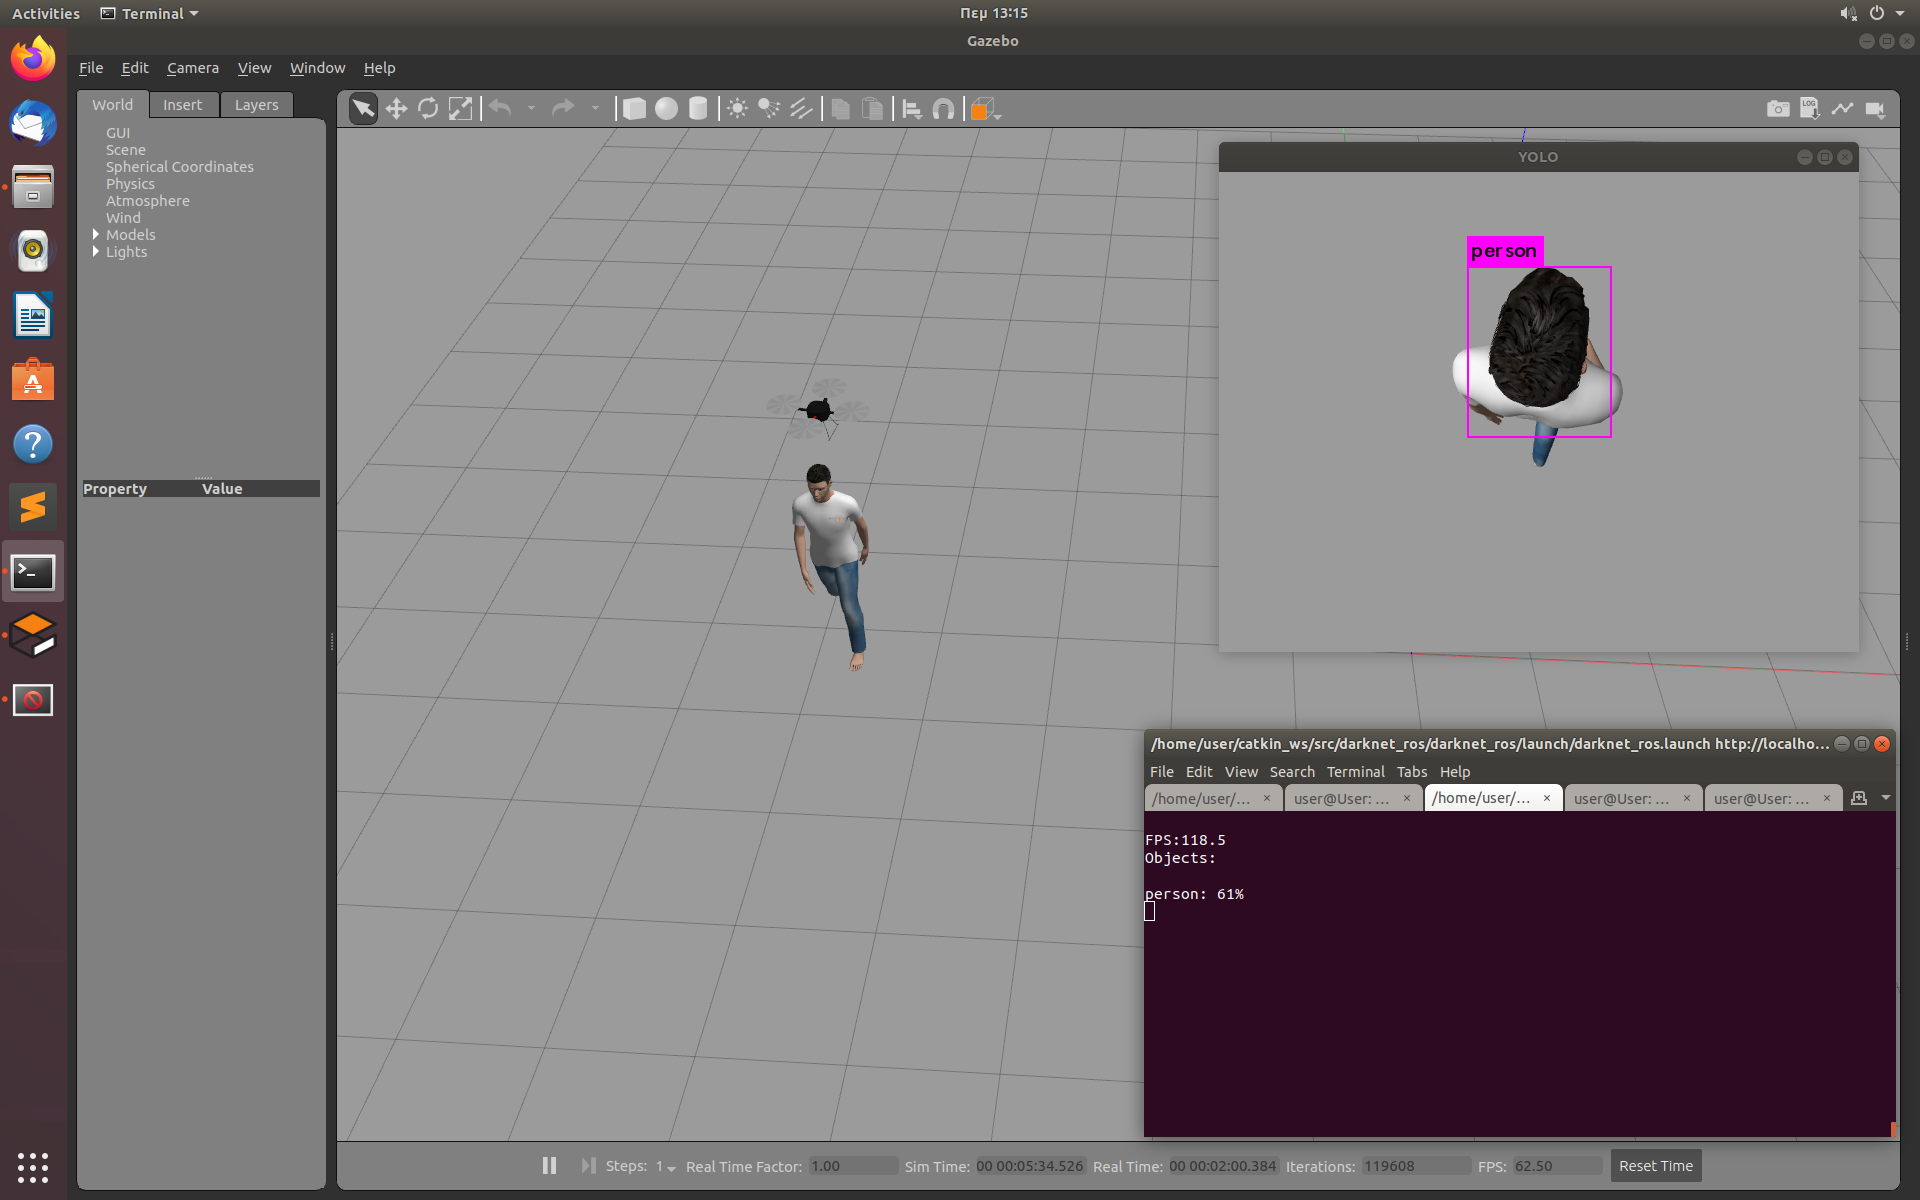 Activities
Terminal
Πεμ 13:15
Gazebo
File Edit Camera View Window Help
World Insert Layers
GUI
Scene
Spherical Coordinates
Physics
Atmosphere
Wind
Models
Lights
Property Value
LOG
YOLO
person
/home/user/catkin_ws/src/darknet_ros/darknet_ros/launch/darknet_ros.launch http://localho...
File Edit View Search Terminal Tabs Help
/home/user/... × user@User: ... × /home/user/... × user@User: ... × user@User: ... ×
FPS:118.5
Objects:
person: 61%
Steps: 1 Real Time Factor: 1.00 Sim Time: 00 00:05:34.526 Real Time: 00 00:02:00.384 Iterations: 119608 FPS: 62.50 Reset Time